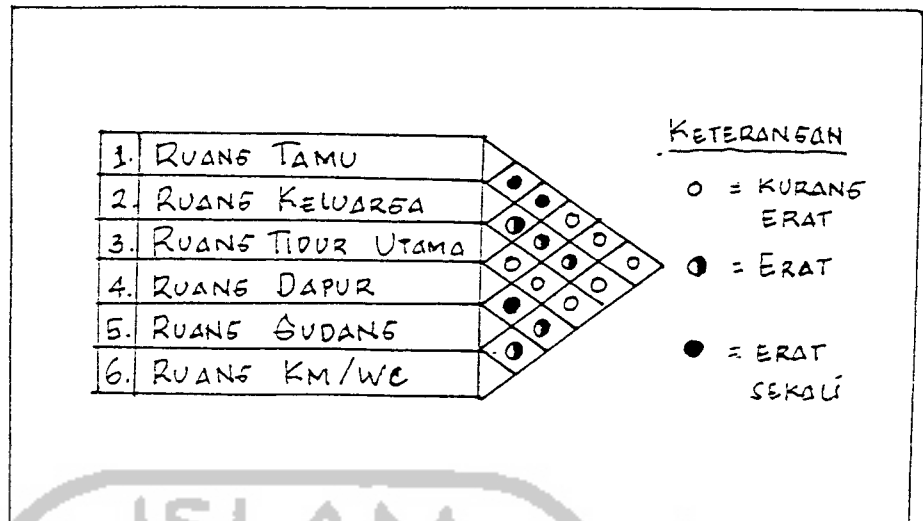 1. RUANG TAMU
2. RUANG KELUARGA
3. RUANG TIDUR UTAMA
4. RUANG DAPUR
5. RUANG GUDANG
6. RUANG KM/WC
KETERANGAN
= KURANG
ERAT
= ERAT
= ERAT
SEKALI
ISLAM